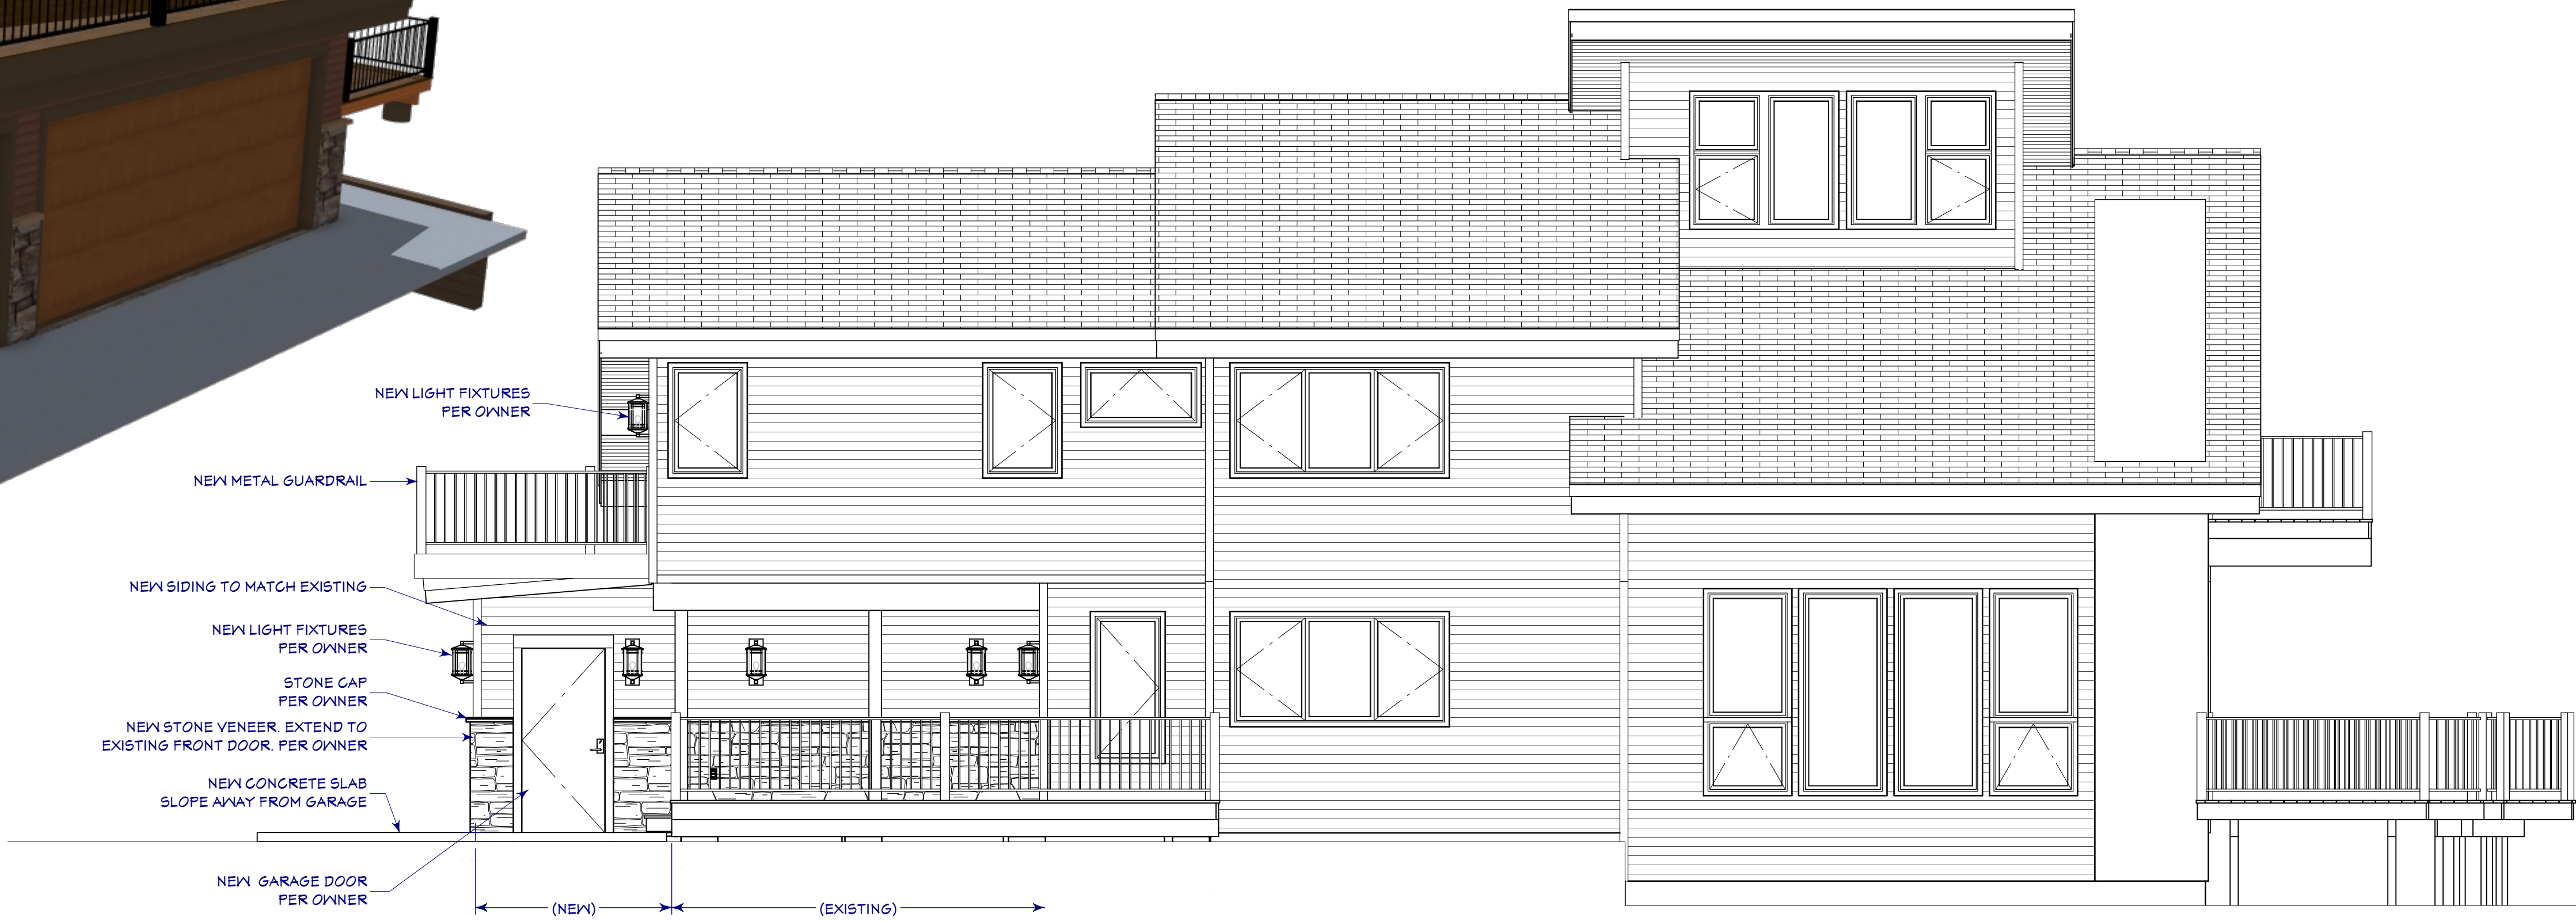 NEW LIGHT FIXTURES
PER OWNER
NEW METAL GUARDRAIL
NEW SIDING TO MATCH EXISTING
NEW LIGHT FIXTURES
PER OWNER
STONE CAP
PER OWNER
NEW STONE VENEER. EXTEND TO
EXISTING FRONT DOOR. PER OWNER
NEW CONCRETE SLAB
SLOPE AWAY FROM GARAGE
NEW GARAGE DOOR
PER OWNER
(NEW)
(EXISTING)